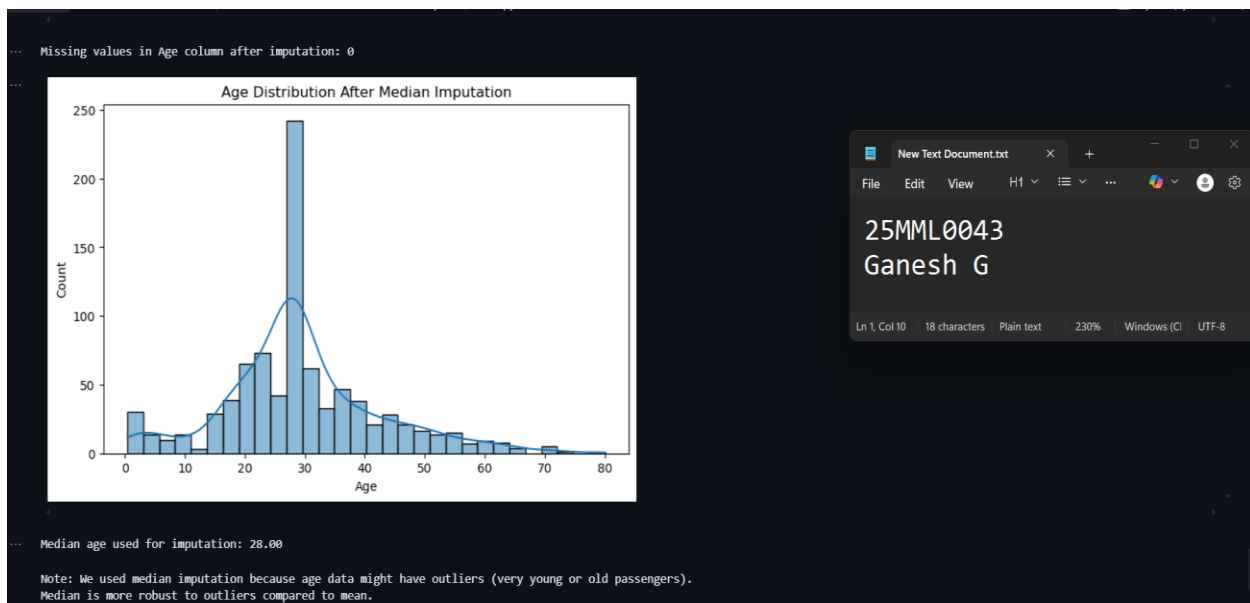 Missing values in Age column after imputation: 0
Age Distribution After Median Imputation
250
200
150
100
50
0
Count
0 10 20 30 40 50 60 70 80
Age
New Text Document.txt
File Edit View H1
25MML0043
Ganesh G
Ln 1, Col 10 18 characters Plain text 230% Windows (Cl UTF-8
Median age used for imputation: 28.00
Note: We used median imputation because age data might have outliers (very young or old passengers).
Median is more robust to outliers compared to mean.